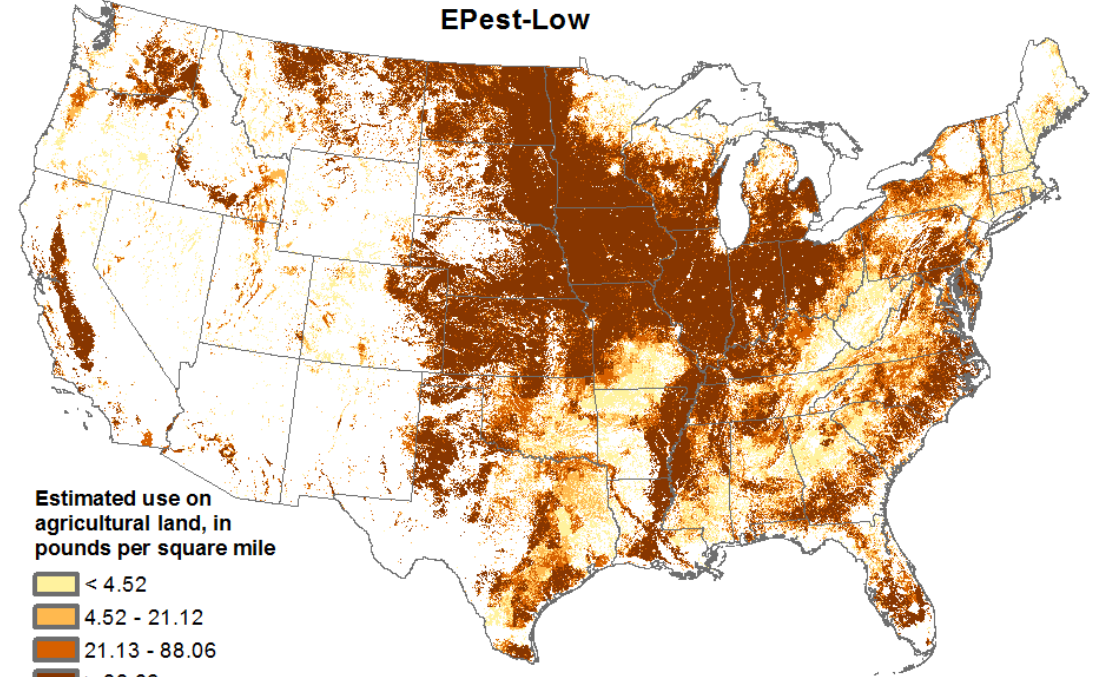 EPest-Low
Estimated use on
agricultural land, in
pounds per square mile
< 4.52
4.52 - 21.12
21.13 - 88.06